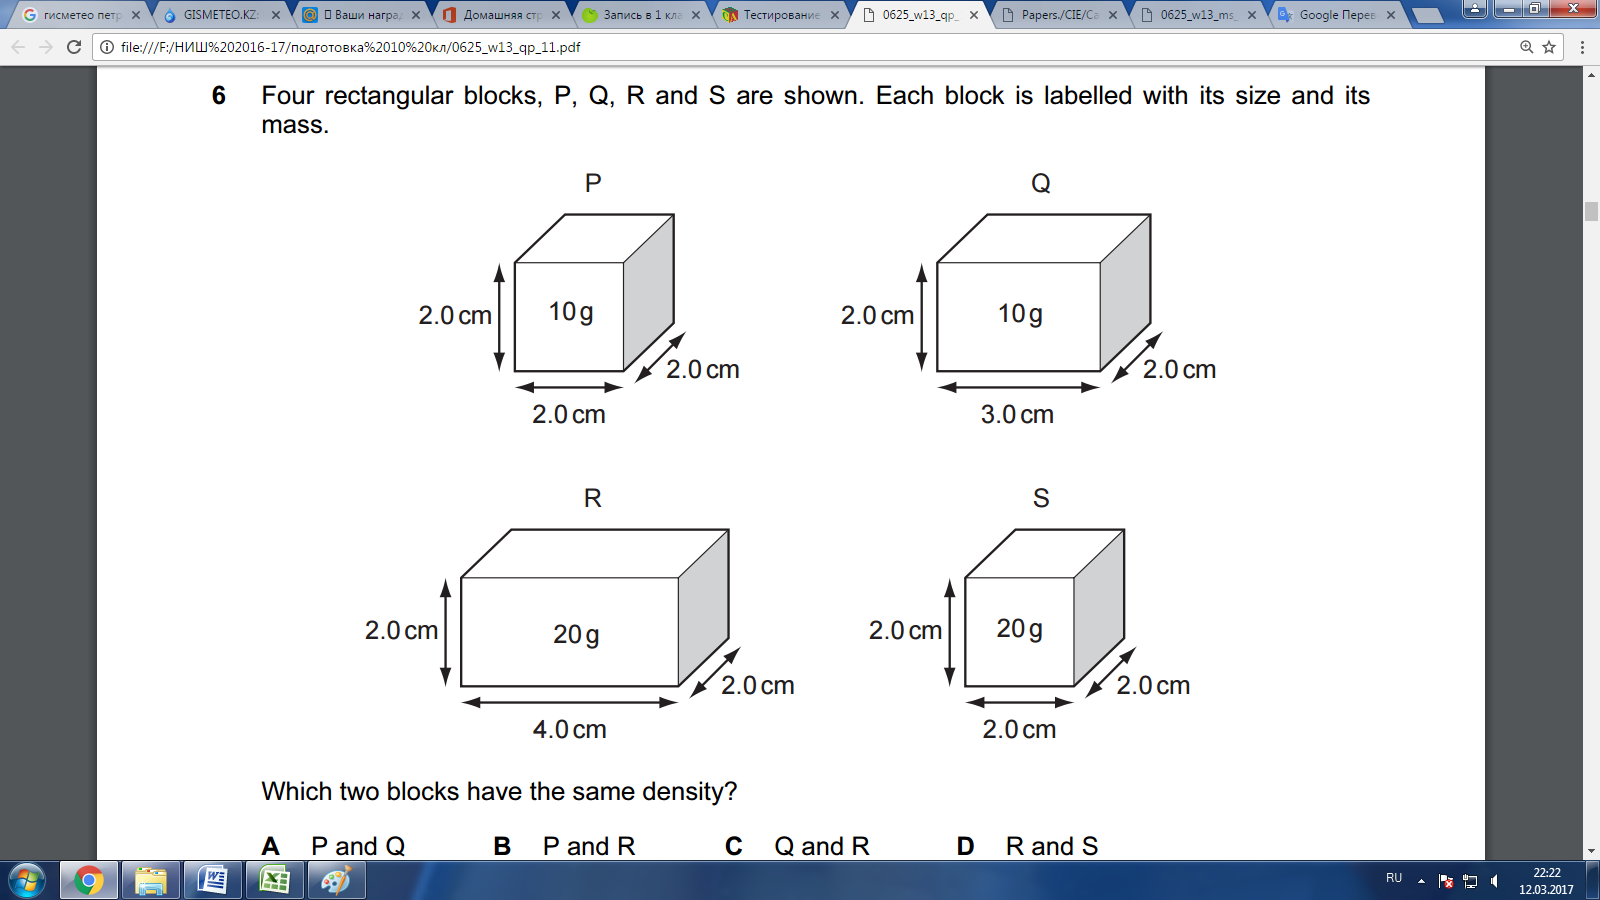 гисметео петр
GISMETEO.KZ:
Ваши наград
Домашняя стр
Запись в 1 кла
Тестирование
0625_w13_qp_
Papers./CIE/Ca
0625_w13_ms_
Google Перев
file:///F:/НИШ%202016-17/подготовка%2010%20кл/0625_w13_qp_11.pdf
6 Four rectangular blocks, P, Q, R and S are shown. Each block is labelled with its size and its
mass.
P
Q
2.0 cm
10 g
2.0 cm
2.0 cm
2.0 cm
10 g
2.0 cm
3.0 cm
R
S
2.0 cm
20 g
2.0 cm
4.0 cm
2.0 cm
20 g
2.0 cm
2.0 cm
Which two blocks have the same density?
A P and Q B P and R C Q and R D R and S
RU
22:22
12.03.2017